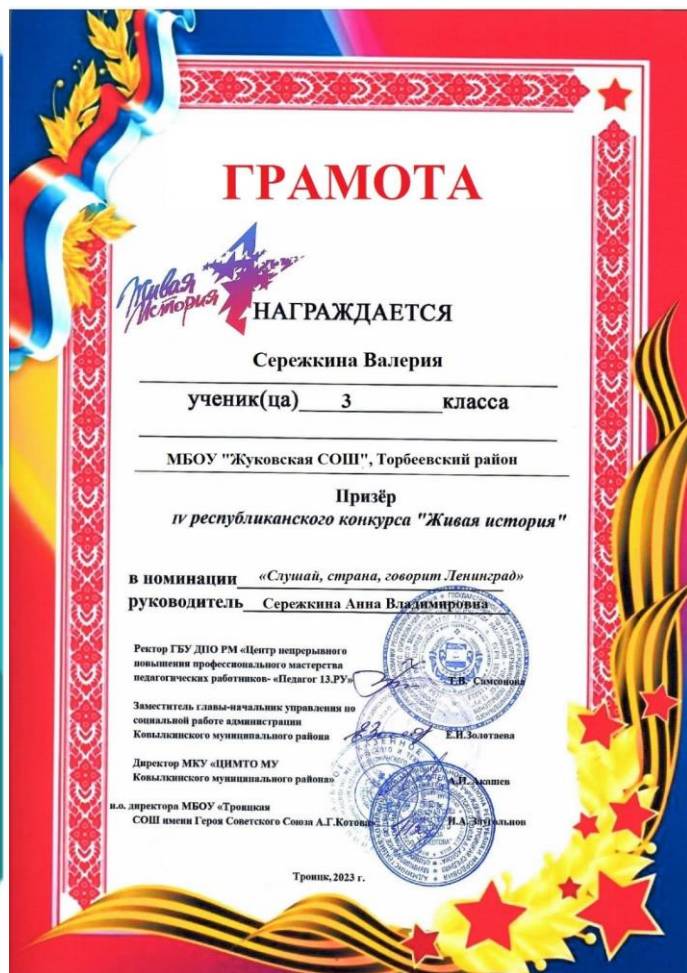 ГРАМОТА
Живая
История
НАГРАЖДАЕТСЯ
Сережкина Валерия
ученик(ца) 3 класса
МБОУ "Жуковская СОШ", Торбеевский район
Призёр
IV республиканского конкурса "Живая история"
в номинации «Слушай, страна, говорит Ленинград»
руководитель Сережкина Анна Владимировна
Ректор ГБУ ДПО РМ «Центр непрерывного
повышения профессионального мастерства
педагогических работников- «Педагог 13.РУ» Т.В. Самсонова
Заместитель главы-начальник управления по
социальной работе администрации
Ковылкинского муниципального района Е.И.Золотаева
Директор МКУ «ЦИМТО МУ
Ковылкинского муниципального района» А.И.Акашев
и.о. директора МБОУ «Троицкая
СОШ имени Героя Советского Союза А.Г.Котова» Н.А. Заугольнов
Троицк,2023 г.